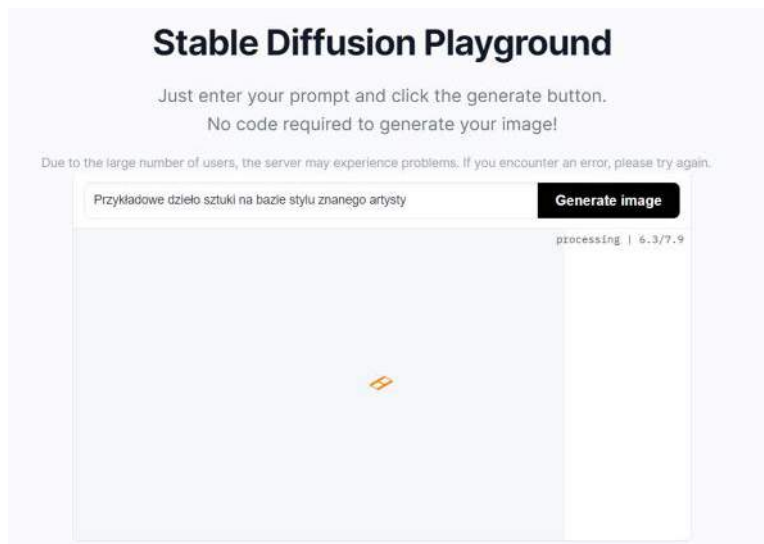 Stable Diffusion Playground
Just enter your prompt and click the generate button.
No code required to generate your image!
Due to the large number of users, the server may experience problems. If you encounter an error, please try again.
Przykładowe dzieło sztuki na bazie stylu znanego artysty
Generate image
processing | 6.3/7.9